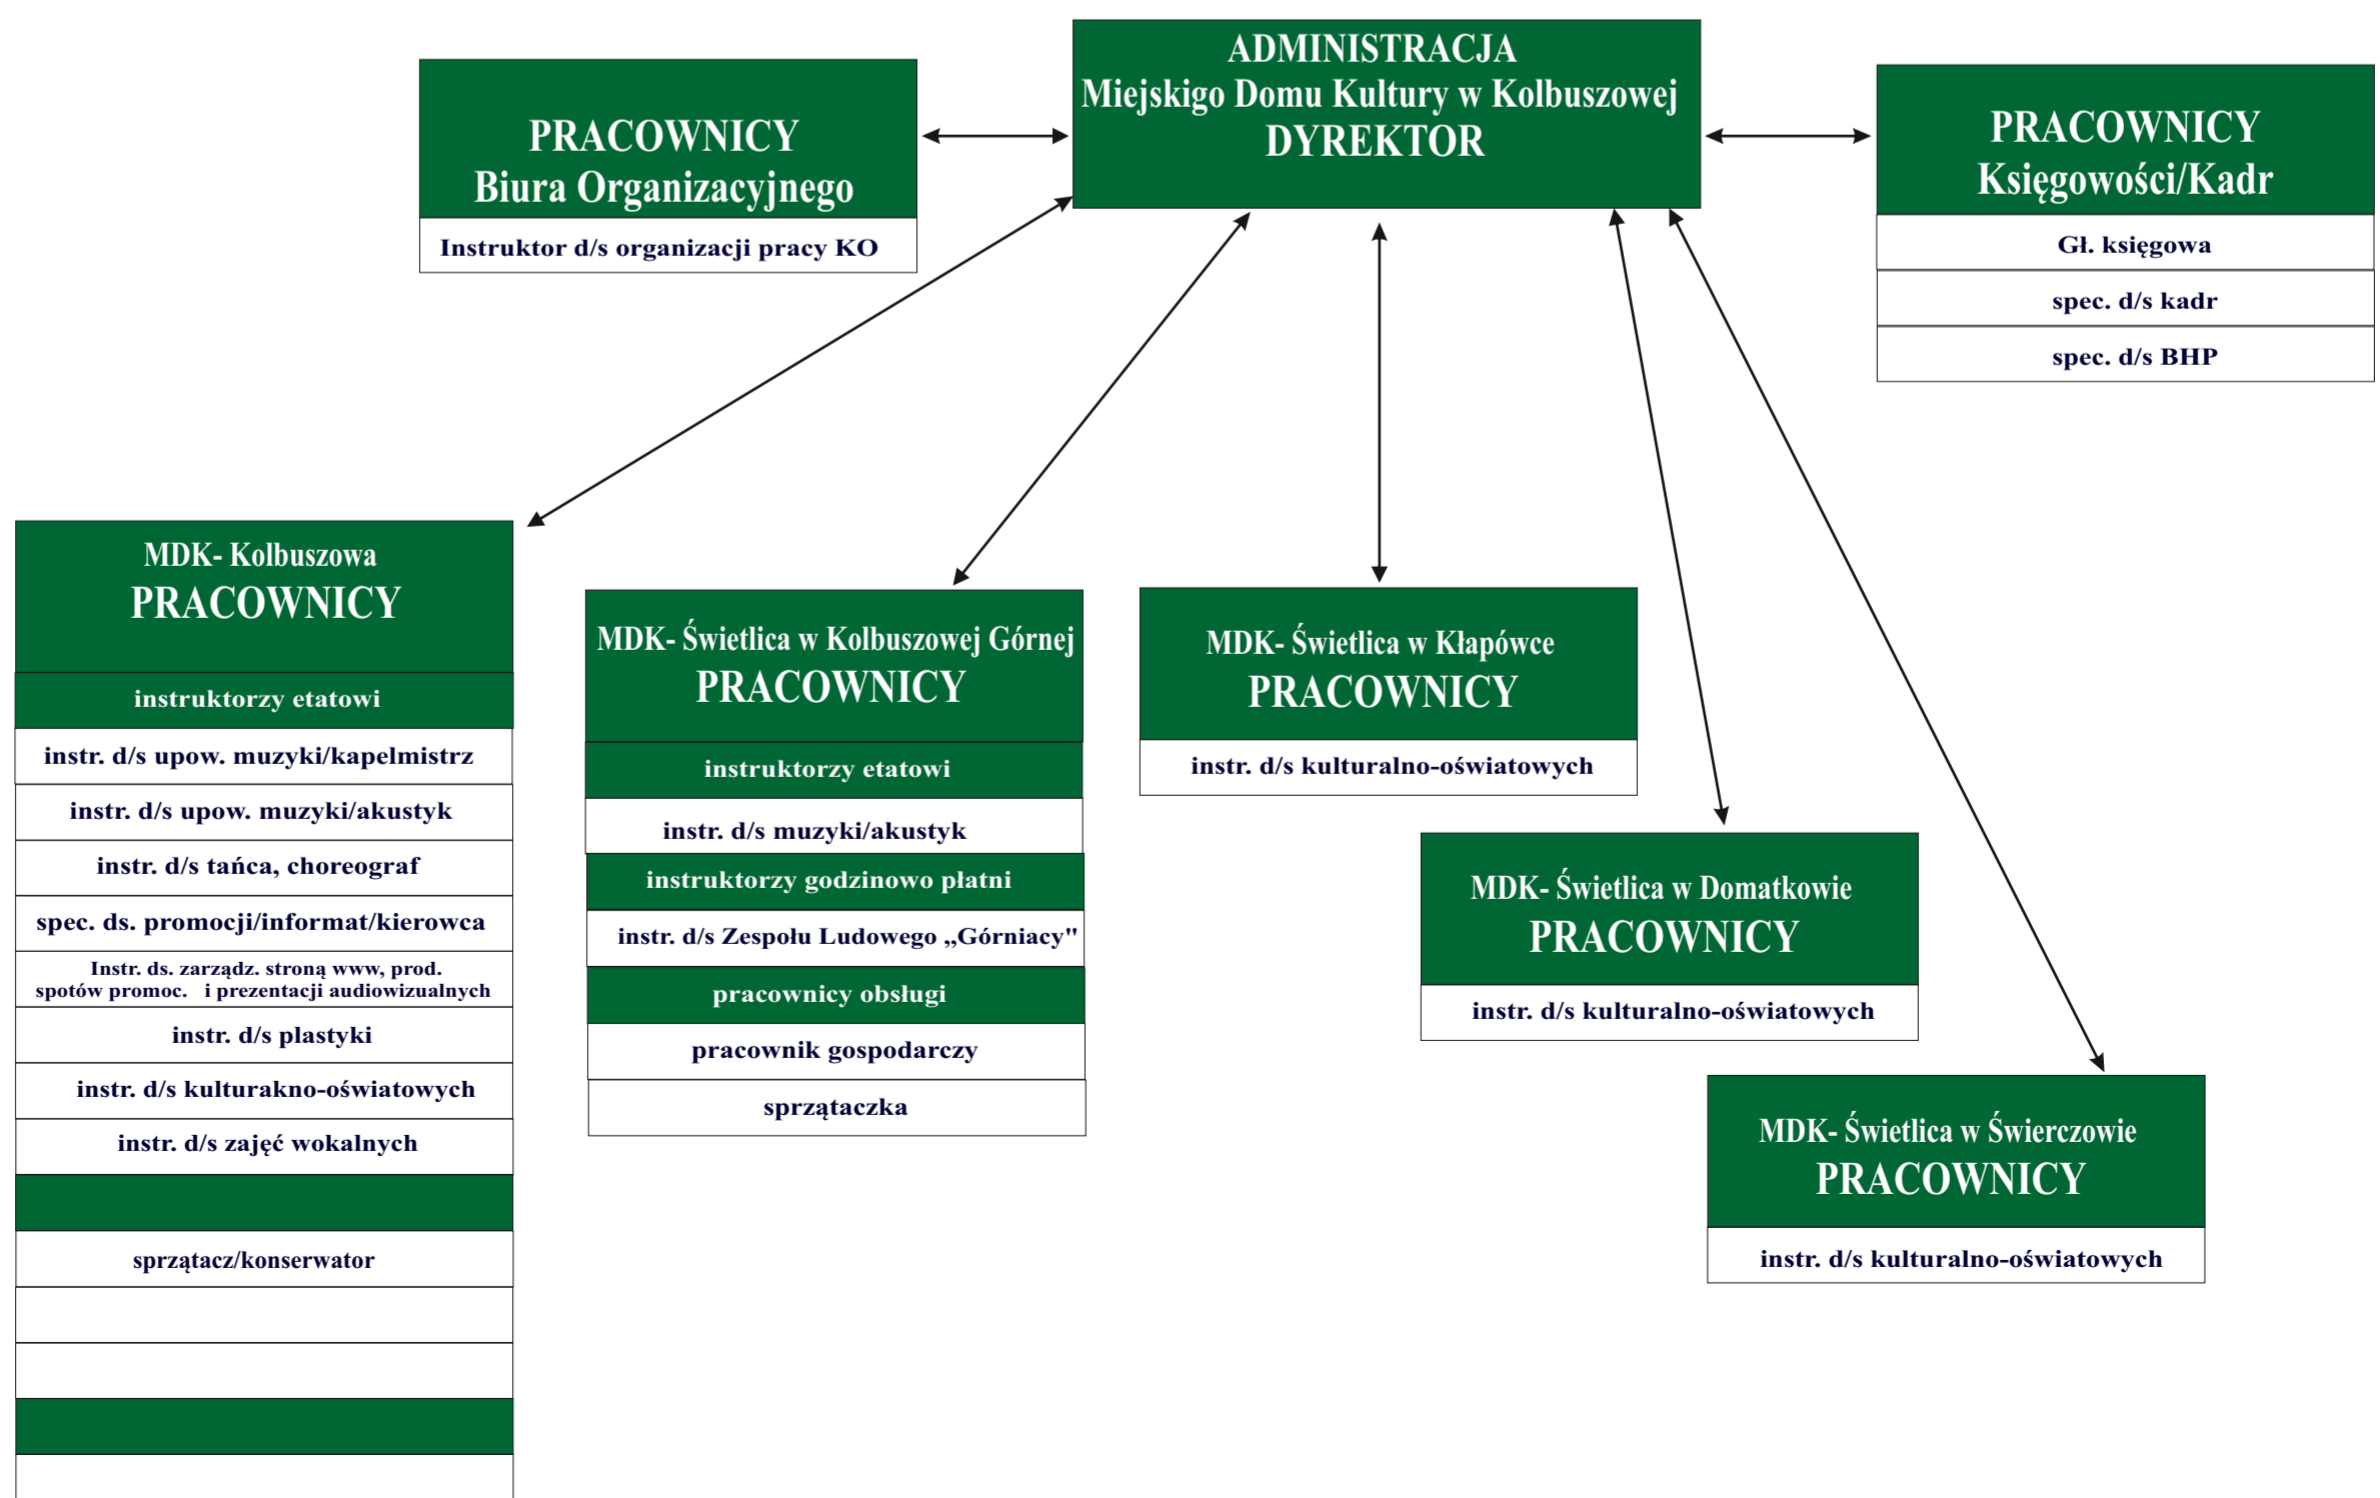 ADMINISTRACJA
Miejskigo Domu Kultury w Kolbuszowej
DYREKTOR
PRACOWNICY
Biura Organizacyjnego
Instruktor d/s organizacji pracy KO
PRACOWNICY
Księgowości/Kadr
Gł. księgowa
spec. d/s kadr
spec. d/s BHP
MDK- Kolbuszowa
PRACOWNICY
instruktorzy etatowi
instr. d/s upow. muzyki/kapelmistrz
instr. d/s upow. muzyki/akustyk
instr. d/s tańca, choreograf
spec. ds. promocji/informat/kierowca
Instr. ds. zarządz. stroną www, prod.
spotów promoc. i prezentacji audiowizualnych
instr. d/s plastyki
instr. d/s kulturakno-oświatowych
instr. d/s zajęć wokalnych
sprzątacz/konserwator
MDK- Świetlica w Kolbuszowej Górnej
PRACOWNICY
instruktorzy etatowi
instr. d/s muzyki/akustyk
instruktorzy godzinowo płatni
instr. d/s Zespołu Ludowego „Górniacy"
pracownicy obsługi
pracownik gospodarczy
sprzątaczka
MDK- Świetlica w Kłapówce
PRACOWNICY
instr. d/s kulturalno-oświatowych
MDK- Świetlica w Domatkowie
PRACOWNICY
instr. d/s kulturalno-oświatowych
MDK- Świetlica w Świerczowie
PRACOWNICY
instr. d/s kulturalno-oświatowych